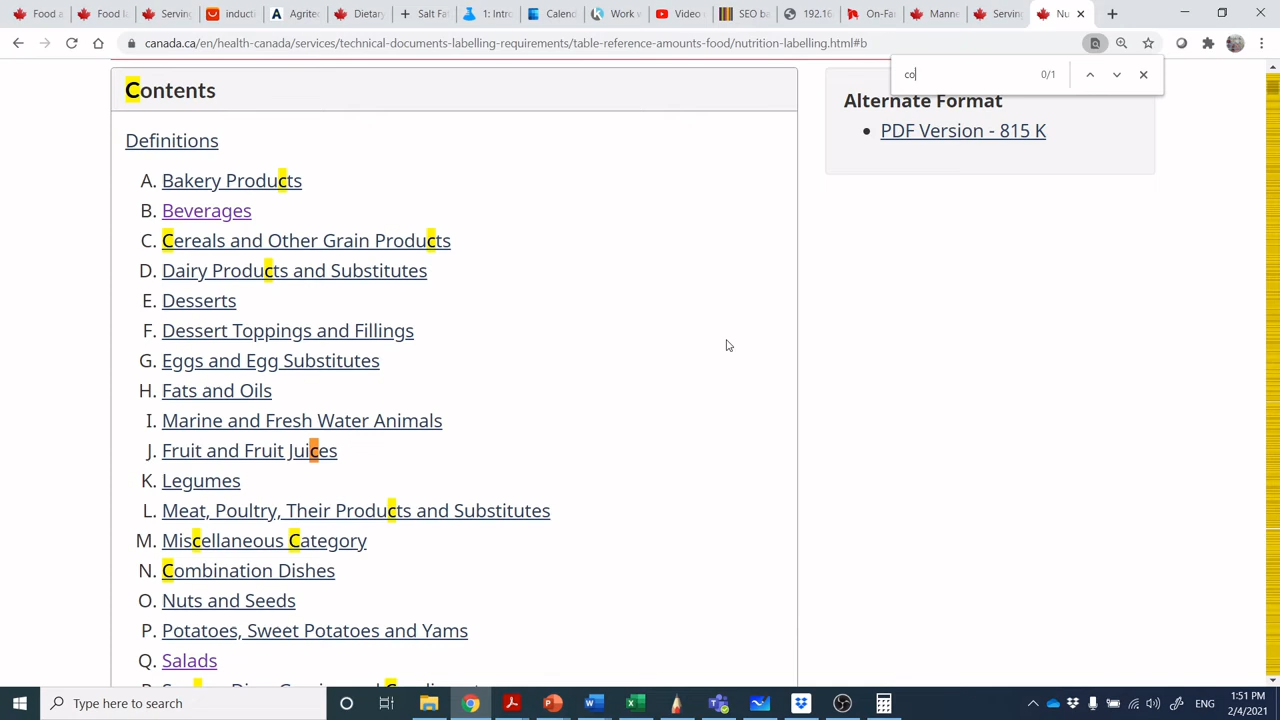 Food a
Food L
Serving
inducti
Agritec
Dietary
Salt Fat
1: Intro
Calend
Work w
Video
SEO ba
192.16
On-Far
Manne
Serving
Nu
canada.ca/en/health-canada/services/technical-documents-labelling-requirements/table-reference-amounts-food/nutrition-labelling.html#b
co
0/1
Contents
Alternate Format
PDF Version - 815 K
Definitions
A. Bakery Products
B. Beverages
C. Cereals and Other Grain Products
D. Dairy Products and Substitutes
E. Desserts
F. Dessert Toppings and Fillings
G. Eggs and Egg Substitutes
H. Fats and Oils
I. Marine and Fresh Water Animals
J. Fruit and Fruit Juices
K. Legumes
L. Meat, Poultry, Their Products and Substitutes
M. Miscellaneous Category
N. Combination Dishes
O. Nuts and Seeds
P. Potatoes, Sweet Potatoes and Yams
Q. Salads
Type here to search
ENG
1:51 PM
2/4/2021